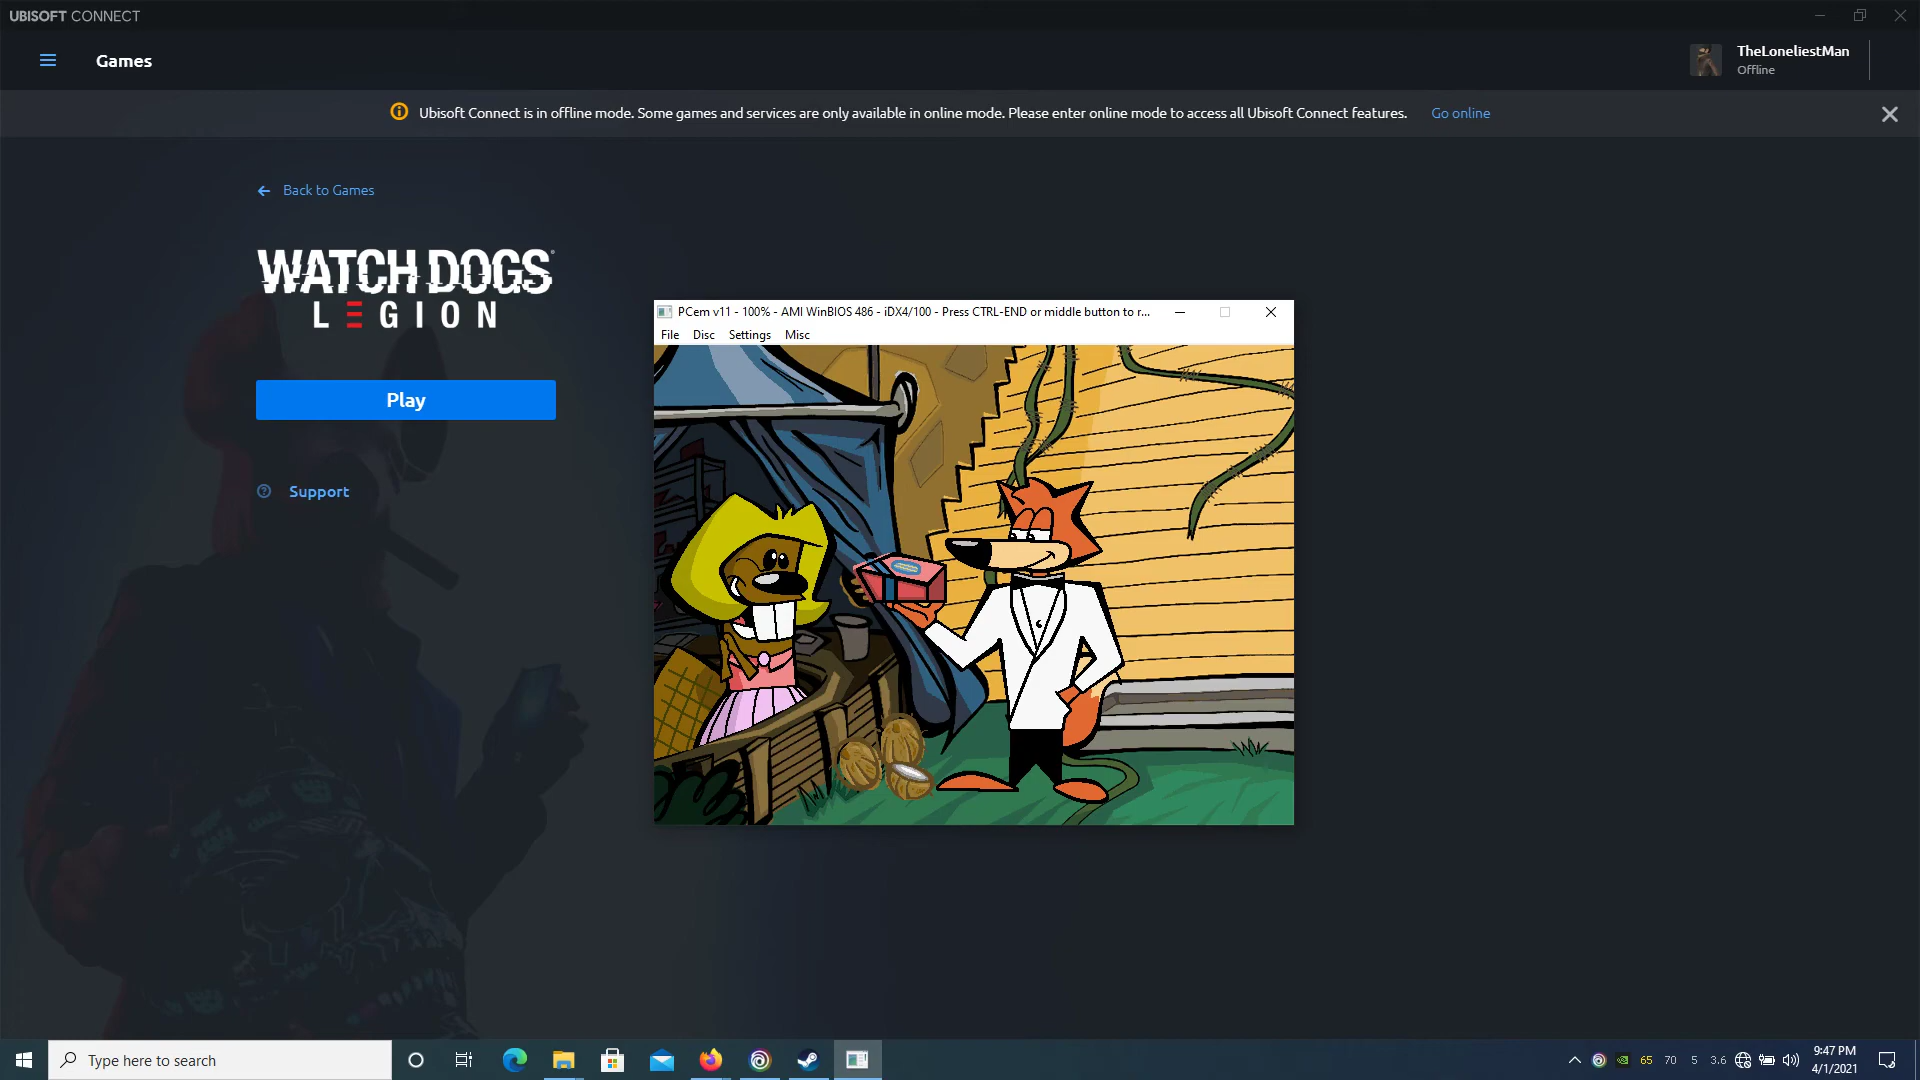 UBISOFT CONNECT
Games
TheLoneliestMan
Offline
Ubisoft Connect is in offline mode. Some games and services are only available in online mode. Please enter online mode to access all Ubisoft Connect features. Go online
Back to Games
WATCH DOGS
LEGION
Play
Support
PCem v11 - 100% - AMI WinBIOS 486 - iDX4/100 - Press CTRL-END or middle button to r...
File Disc Settings Misc
Type here to search
65 70 5 3.6
9:47 PM
4/1/2021